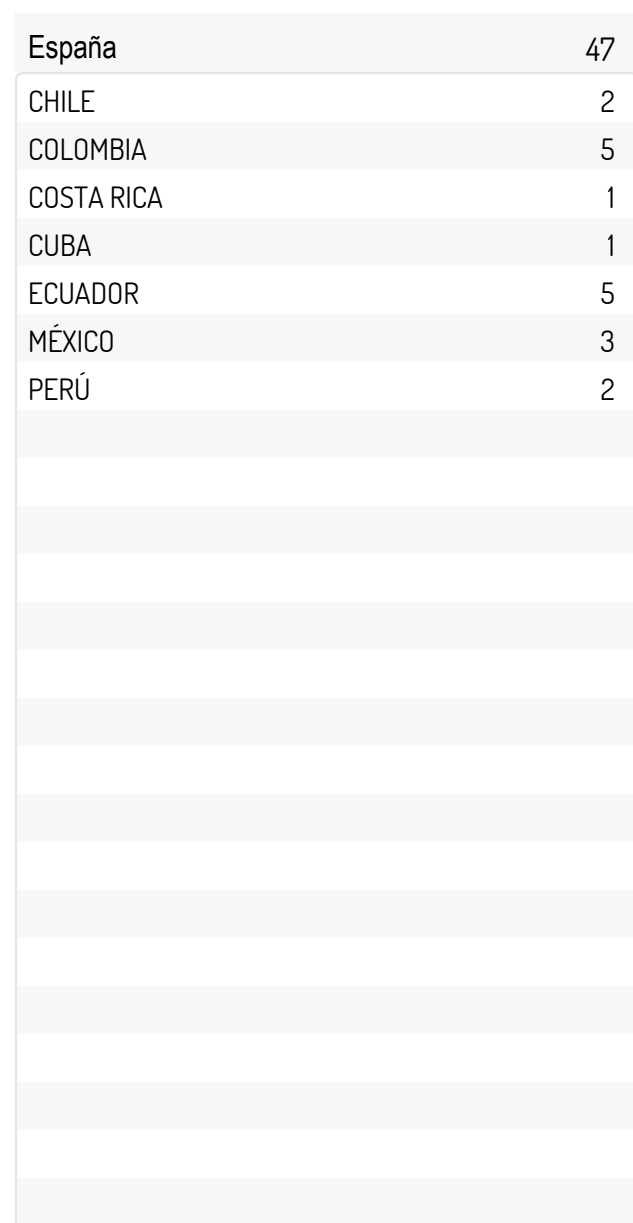 España 47
CHILE 2
COLOMBIA 5
COSTA RICA 1
CUBA 1
ECUADOR 5
MÉXICO 3
PERÚ 2